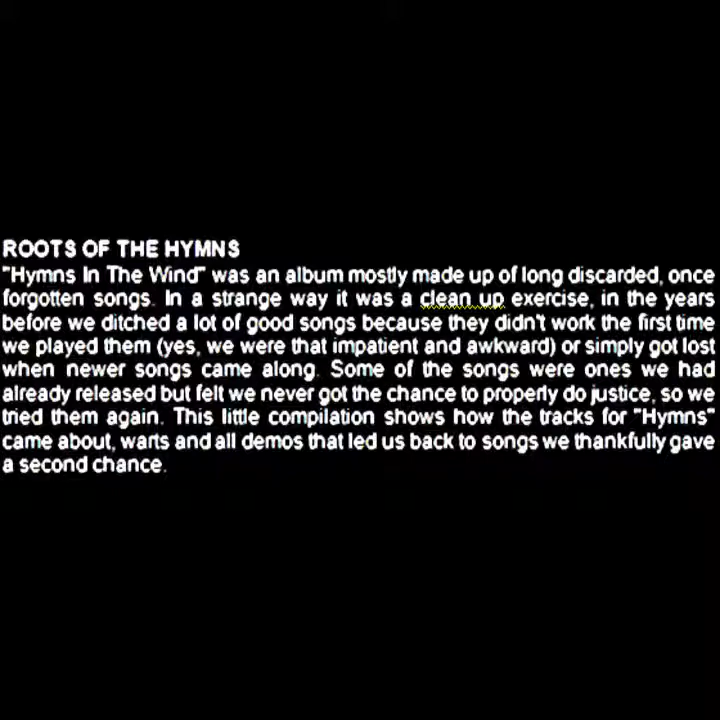 ROOTS OF THE HYMNS
"Hymns In The Wind" was an album mostly made up of long discarded, once
forgotten songs. In a strange way it was a clean up exercise, in the years
before we ditched a lot of good songs because they didn't work the first time
we played them (yes, we were that impatient and awkward) or simply got lost
when newer songs came along. Some of the songs were ones we had
already released but felt we never got the chance to properly do justice, so we
tried them again. This little compilation shows how the tracks for "Hymns"
came about, warts and all demos that led us back to songs we thankfully gave
a second chance.